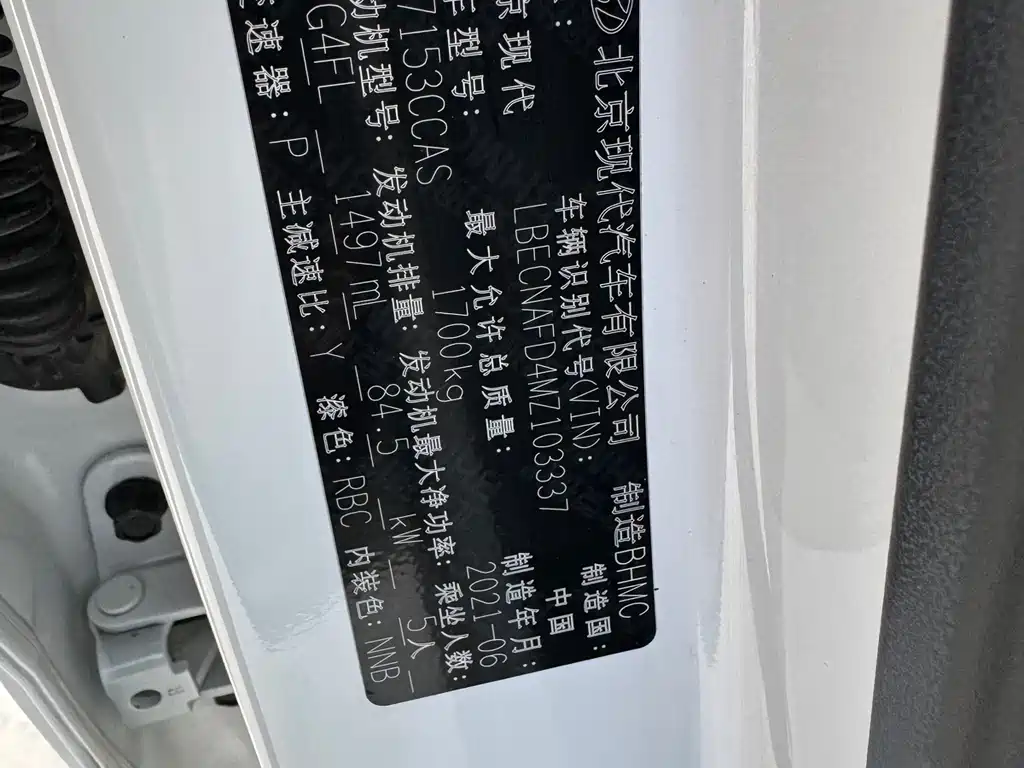 北京现代汽车有限公司 制造BHMC
车辆识别代号(VIN): 制造国:
京现代 LBECNAFD4MZ103337 中国
车型号: 最大允许总质量: 制造年月:
7153CCAS 1700kg 2021-06
动机型号: 发动机排量: 发动机最大净功率: 乘坐人数:
G4FL 1497ml 84.5 kW 5人
变速器: P 主减速比: Y 漆色: RBC 内装色: NNB